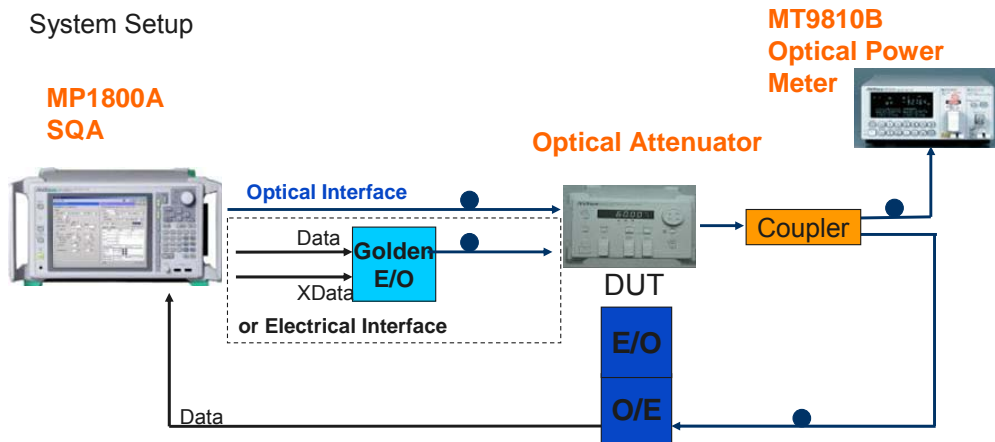 System Setup
MT9810B
Optical Power
Meter
MP1800A
SQA
Optical Attenuator
Optical Interface
Data
Golden
E/O
XData
or Electrical Interface
Coupler
DUT
E/O
O/E
Data